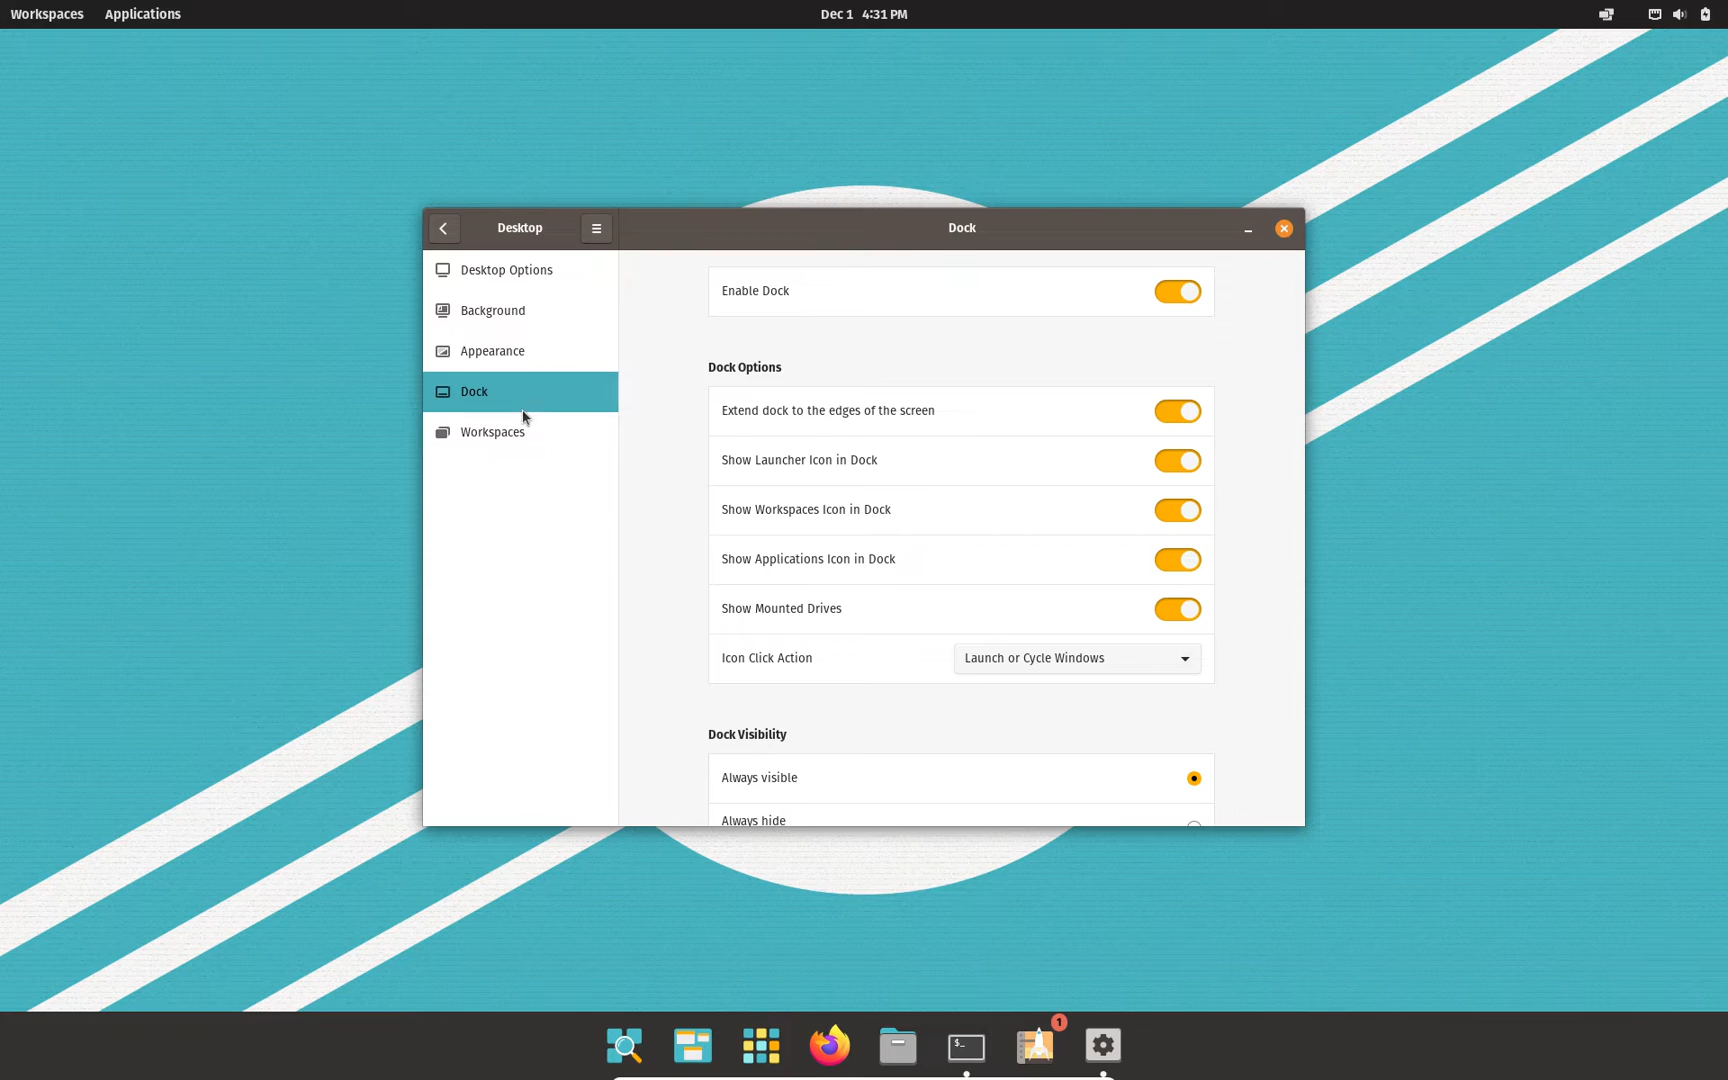 Workspaces Applications Dec 1 4:31 PM
Desktop Dock
Desktop Options
Background
Appearance
Dock
Workspaces
Enable Dock
Dock Options
Extend dock to the edges of the screen
Show Launcher Icon in Dock
Show Workspaces Icon in Dock
Show Applications Icon in Dock
Show Mounted Drives
Icon Click Action Launch or Cycle Windows
Dock Visibility
Always visible
Always hide
$_
1